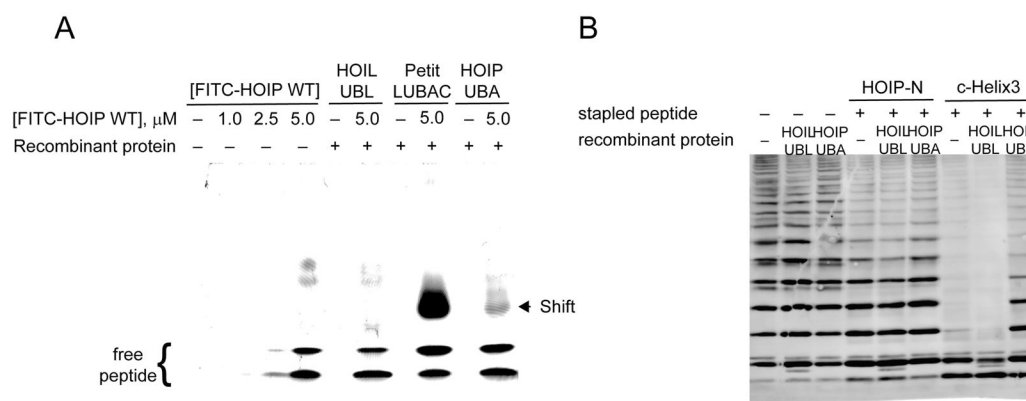 A
B
HOIL Petit HOIP
[FITC-HOIP WT] UBL LUBAC UBA
[FITC-HOIP WT], μM – 1.0 2.5 5.0 – 5.0 – 5.0 – 5.0
Recombinant protein – – – – + + + + + +
Shift
free
peptide
HOIP-N c-Helix3
stapled peptide – – – + + + + + +
recombinant protein – HOIL HOIP – HOIL HOIP – HOIL
UBL UBA UBL UBA UBL